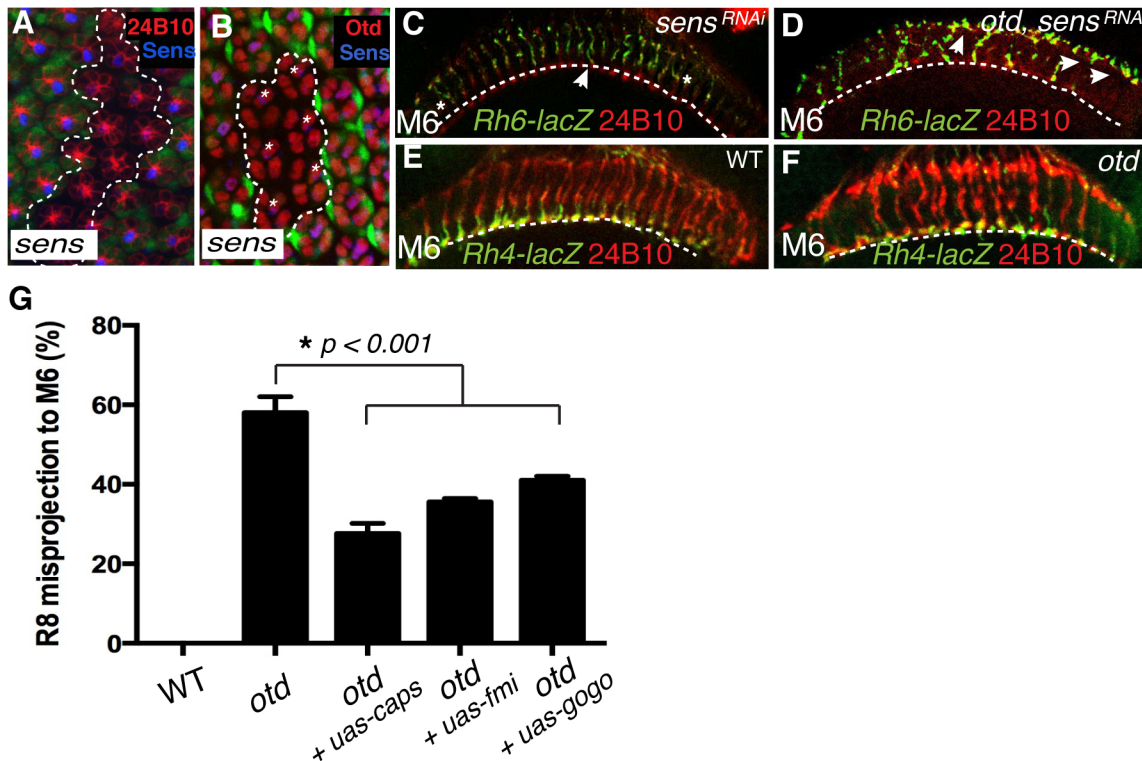 A
24B10
Sens
sens
B
Otd
Sens
sens
C
sens RNAi
M6
Rh6-lacZ 24B10
D
otd, sens RNA
M6
Rh6-lacZ 24B10
E
WT
M6
Rh4-lacZ 24B10
F
otd
M6
Rh4-lacZ 24B10
G
R8 misprojection to M6 (%)
80
60
40
20
0
* p < 0.001
WT
otd
otd
+ uas-caps
otd
+ uas-fmi
otd
+ uas-gogo